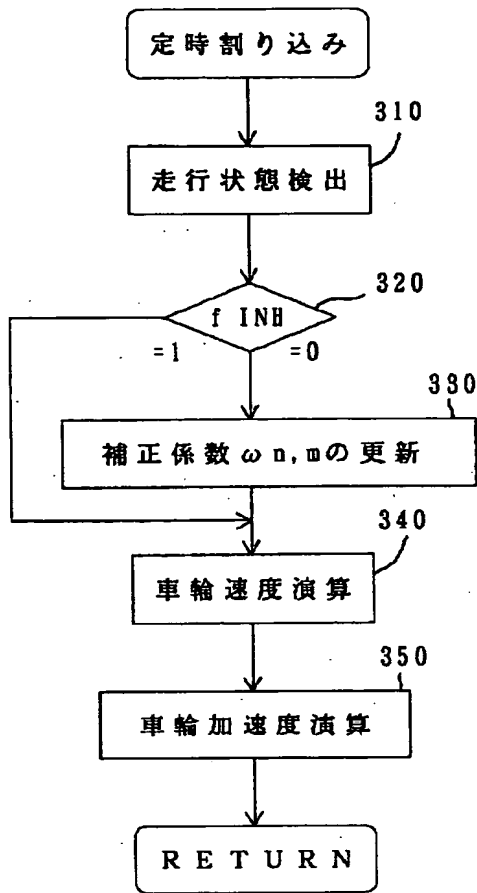 定時割り込み
310
走行状態検出
320
f INH
=1
=0
330
補正係数ωn,mの更新
340
車輪速度演算
350
車輪加速度演算
RETURN